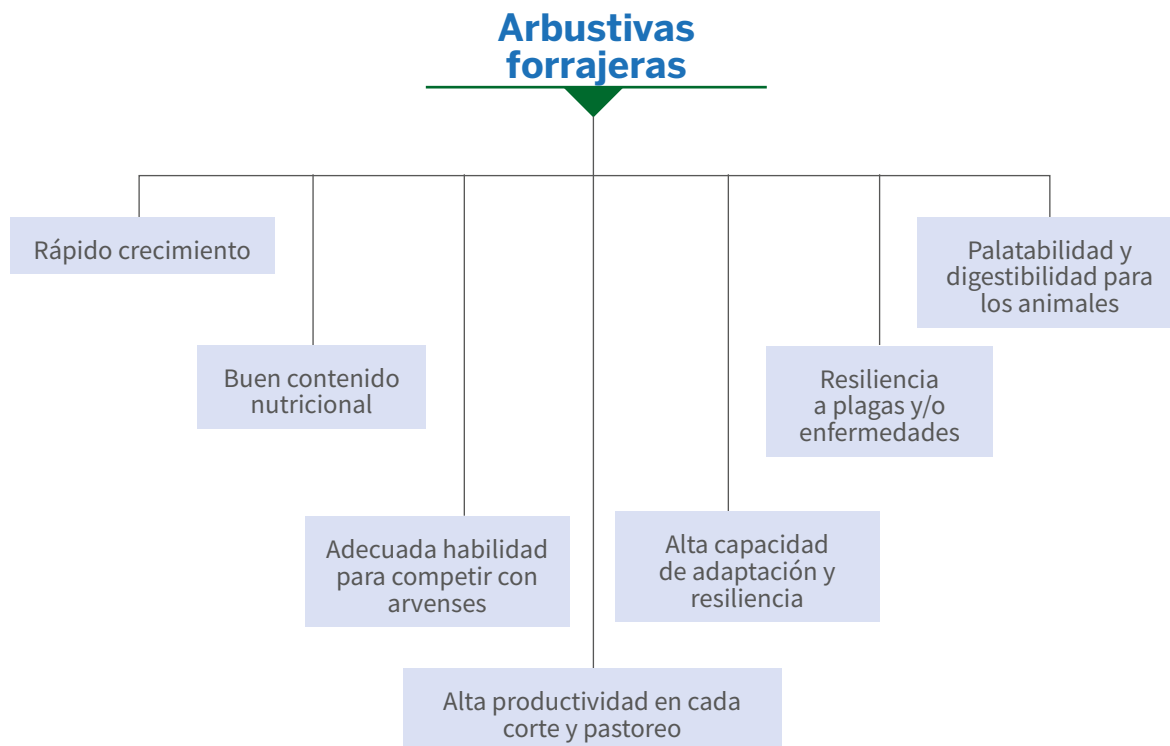 Arbustivas
forrajeras
Rápido crecimiento
Buen contenido
nutricional
Adecuada habilidad
para competir con
arvenses
Alta productividad en cada
corte y pastoreo
Alta capacidad
de adaptación y
resiliencia
Resiliencia
a plagas y/o
enfermedades
Palatabilidad y
digestibilidad para
los animales